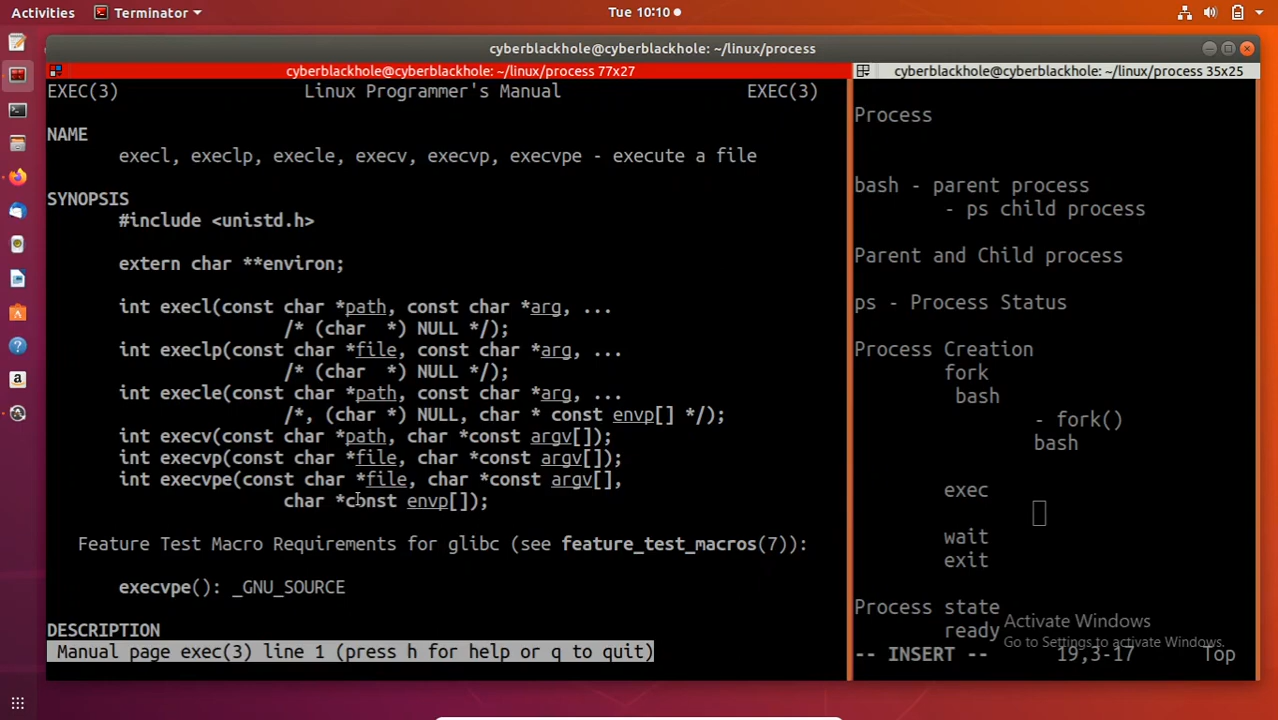 Activities Terminator Tue 10:10
cyberblackhole@cyberblackhole: ~/linux/process
cyberblackhole@cyberblackhole: ~/linux/process 77x27
EXEC(3) Linux Programmer's Manual EXEC(3)
NAME
execl, execlp, execle, execv, execvp, execvpe - execute a file
SYNOPSIS
#include <unistd.h>
extern char **environ;
int execl(const char *path, const char *arg, ...
/* (char  *) NULL */);
int execlp(const char *file, const char *arg, ...
/* (char  *) NULL */);
int execle(const char *path, const char *arg, ...
/*, (char *) NULL, char * const envp[] */);
int execv(const char *path, char *const argv[]);
int execvp(const char *file, char *const argv[]);
int execvpe(const char *file, char *const argv[],
char *const envp[]);
Feature Test Macro Requirements for glibc (see feature_test_macros(7)):
execvpe(): _GNU_SOURCE
DESCRIPTION
Manual page exec(3) line 1 (press h for help or q to quit)
cyberblackhole@cyberblackhole: ~/linux/process 35x25
Process
bash - parent process
- ps child process
Parent and Child process
ps - Process Status
Process Creation
fork
bash
- fork()
bash
exec
wait
exit
Process state
ready
-- INSERT -- 19,3-17 Top
Activate Windows
Go to Settings to activate Windows.